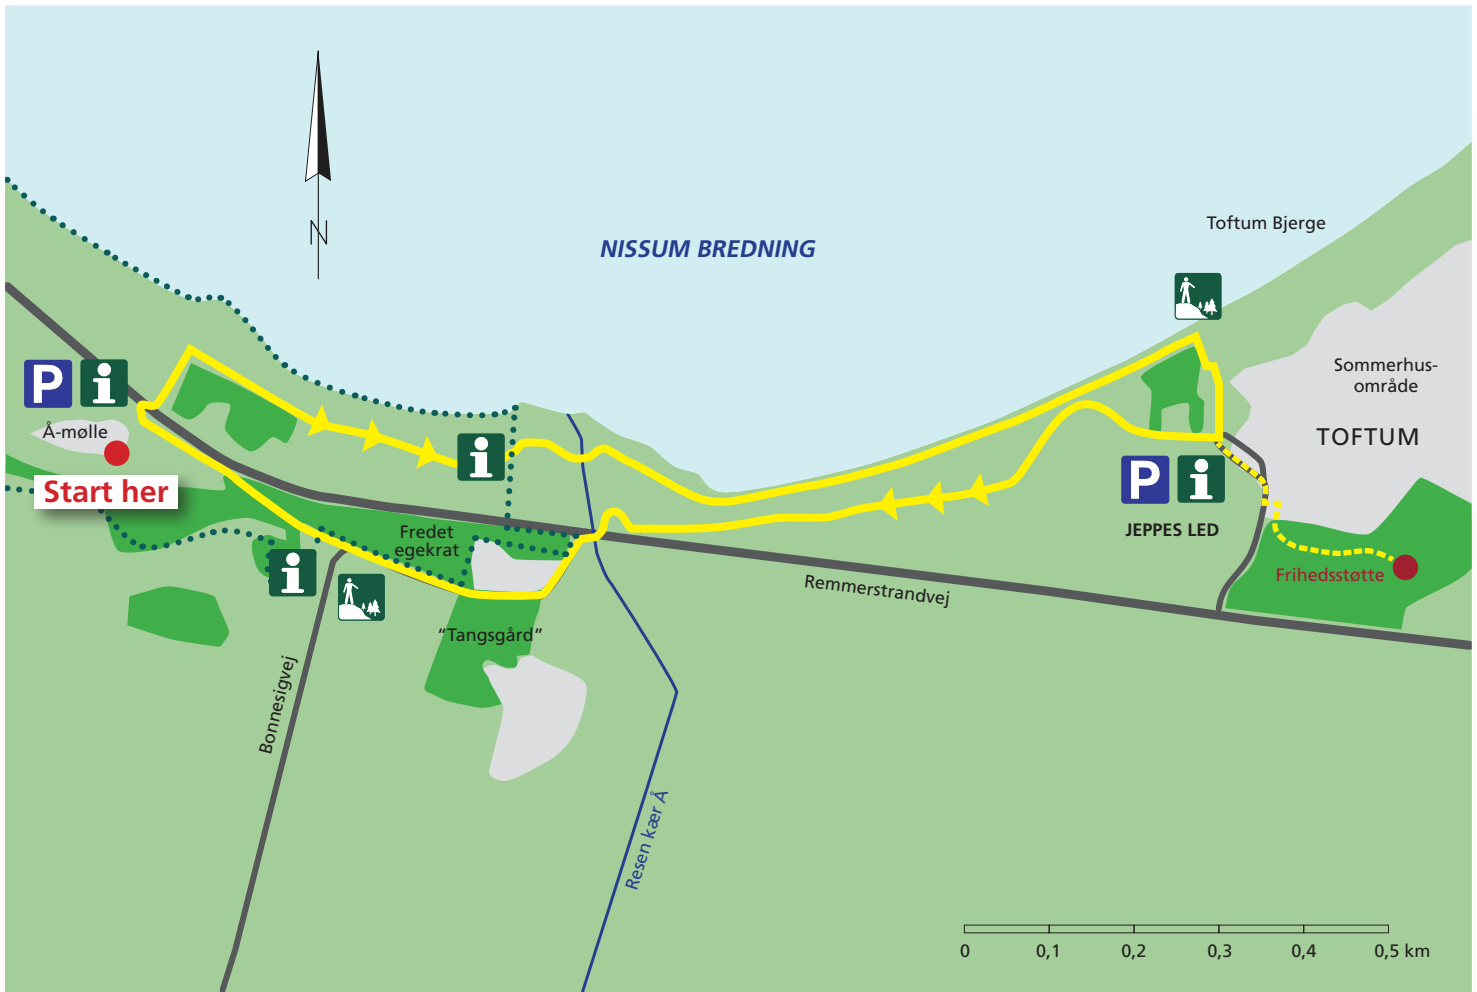 N
NISSUM BREDNING
Toftum Bjerge
Sommerhus-
område
TOFTUM
P i
Å-mølle
Start her
i
P i
JEPPES LED
Fredet
egekrat
i
Frihedsstøtte
Remmerstrandvej
"Tangsgård"
Bonnesigvej
Resen kær Å
0 0,1 0,2 0,3 0,4 0,5 km